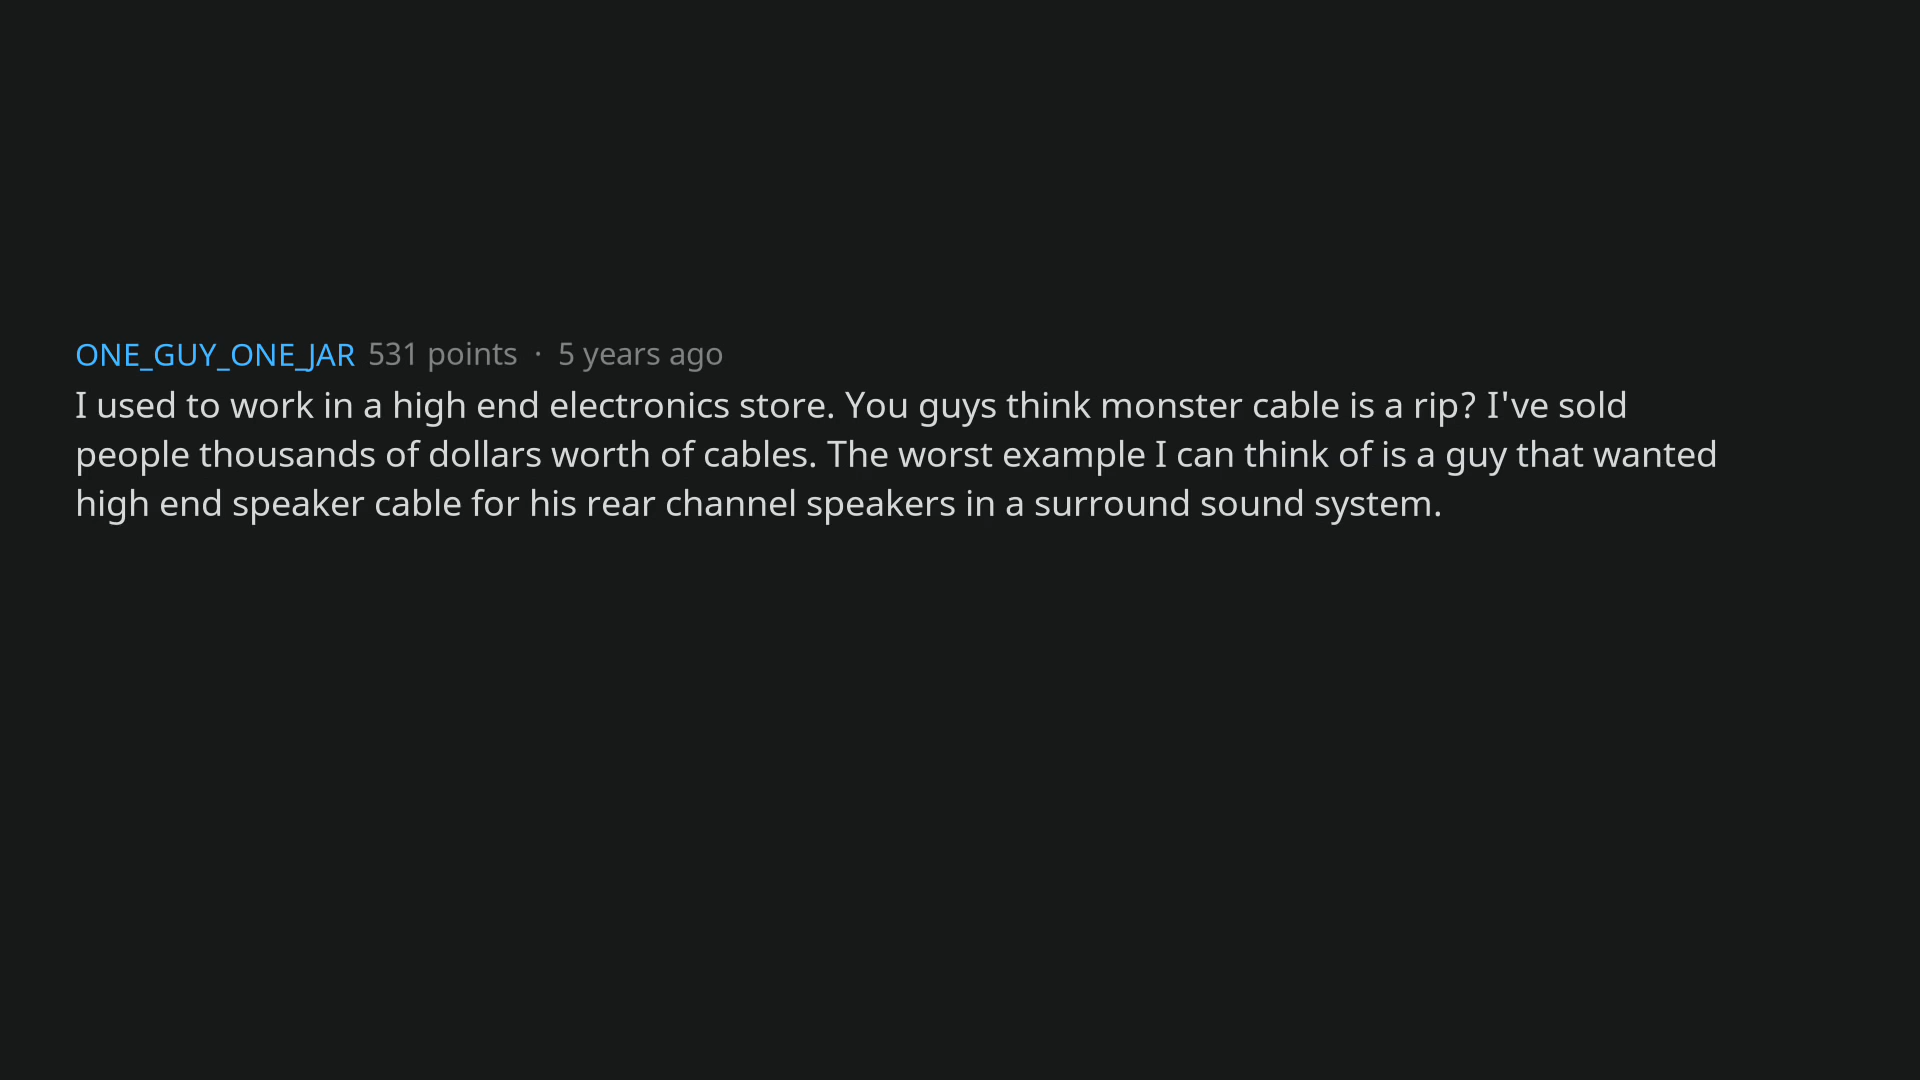 ONE_GUY_ONE_JAR 531 points · 5 years ago
I used to work in a high end electronics store. You guys think monster cable is a rip? I've sold
people thousands of dollars worth of cables. The worst example I can think of is a guy that wanted
high end speaker cable for his rear channel speakers in a surround sound system.